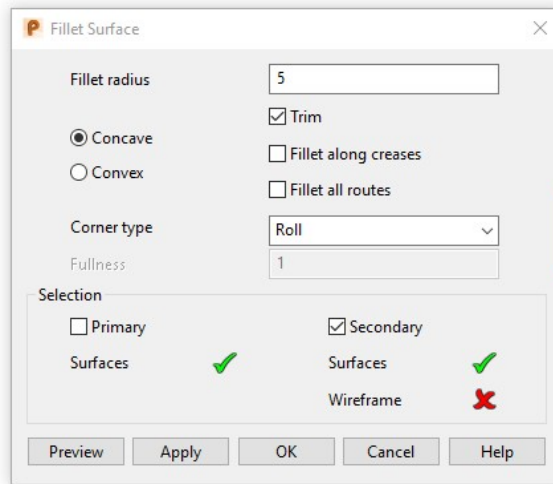 Fillet Surface
Fillet radius 5
Trim
Concave
Fillet along creases
Convex
Fillet all routes
Corner type Roll
Fullness 1
Selection
Primary Secondary
Surfaces Surfaces
Wireframe
Preview Apply OK Cancel Help